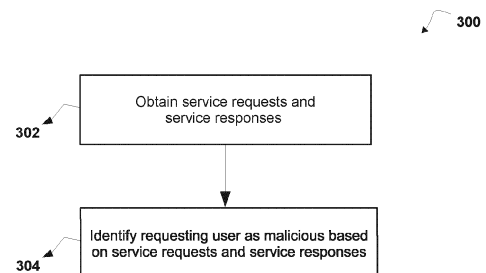 300
Obtain service requests and
service responses
302
Identify requesting user as malicious based
on service requests and service responses
304